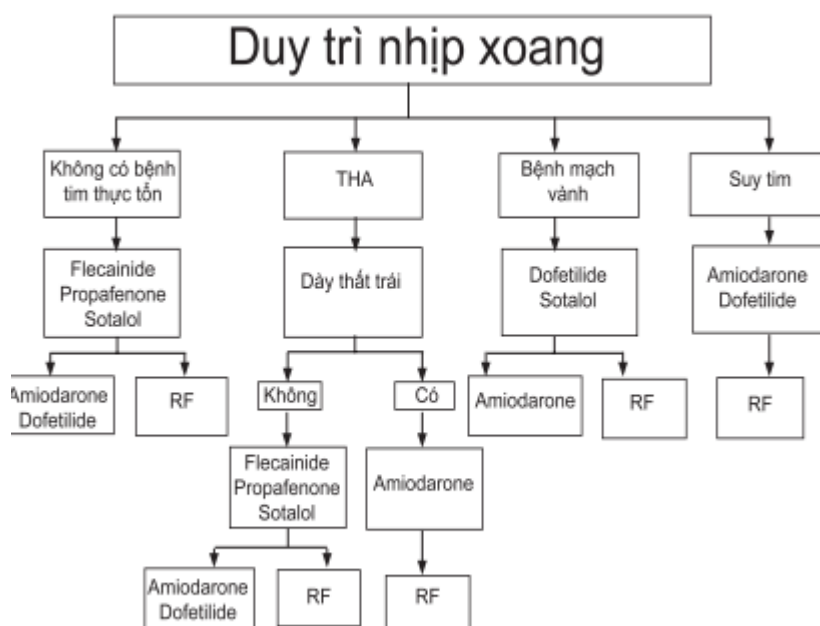 Duy trì nhịp xoang
Không có bệnh
tim thực tổn
THA
Bệnh mạch
vành
Suy tim
Flecainide
Propafenone
Sotalol
Dày thất trái
Dofetilide
Sotalol
Amiodarone
Dofetilide
Amiodarone
Dofetilide
RF
Không
Có
Amiodarone
RF
RF
Flecainide
Propafenone
Sotalol
Amiodarone
Amiodarone
Dofetilide
RF
RF